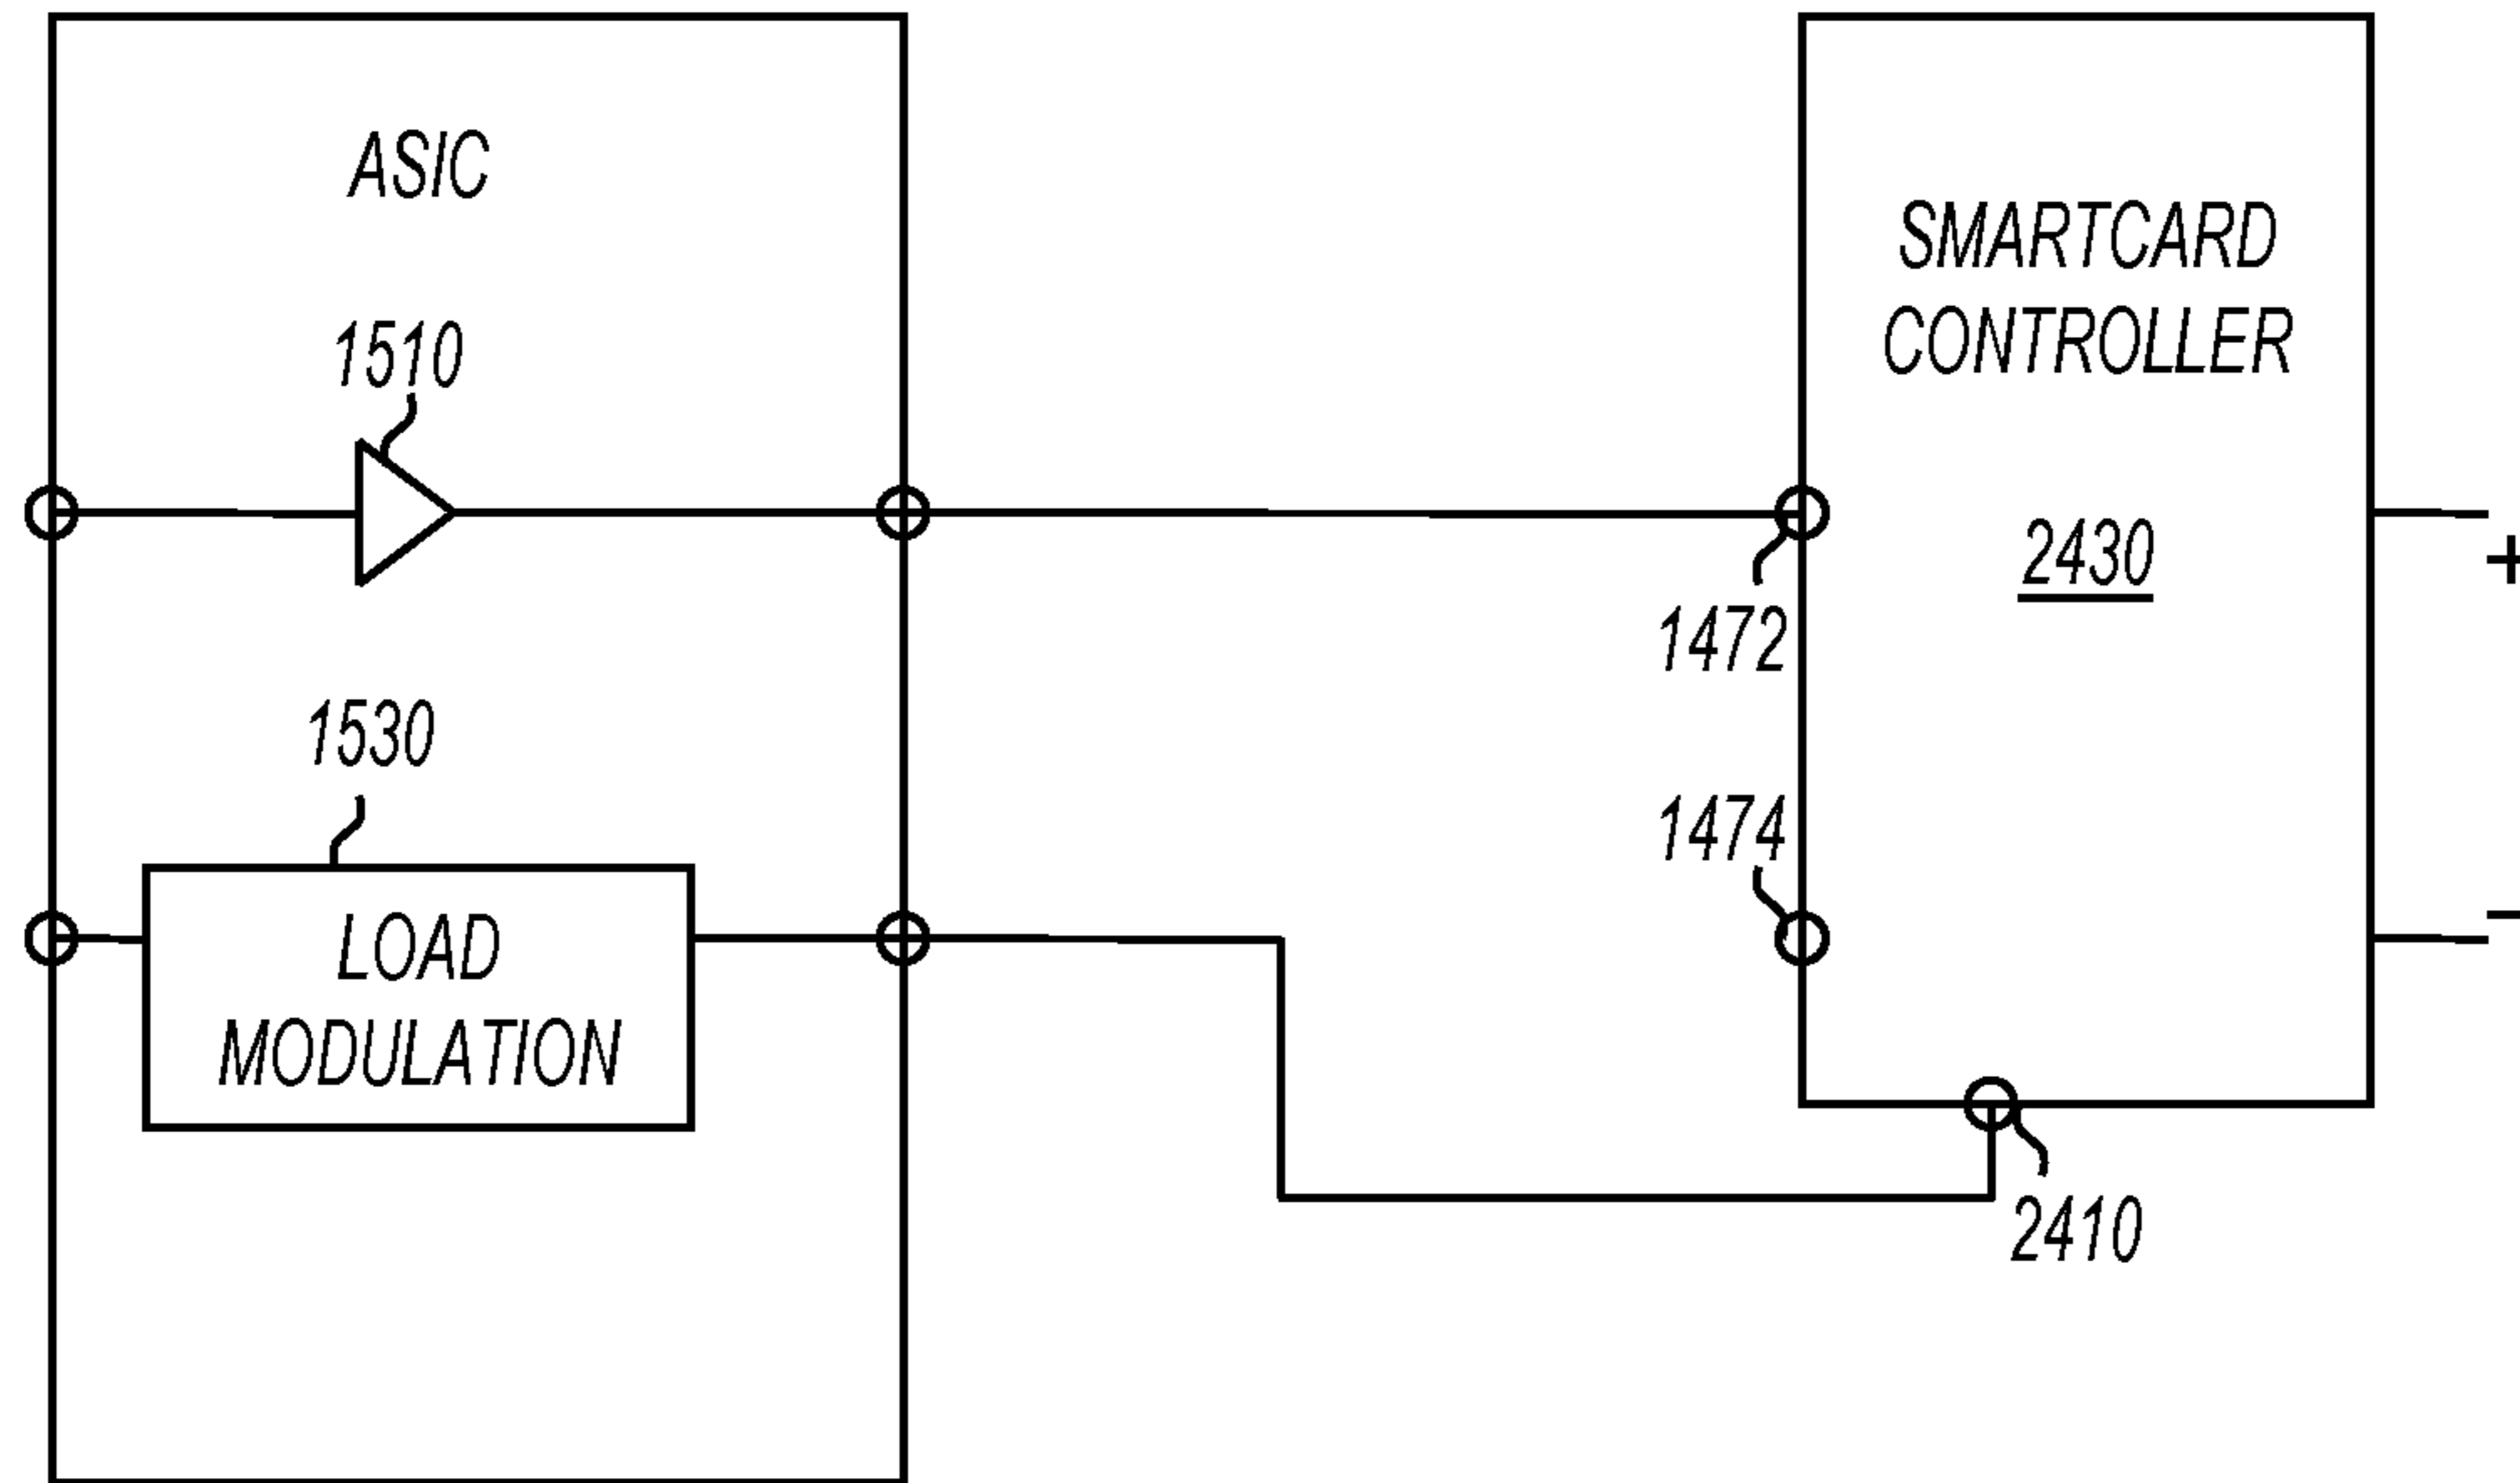 ASIC
1510
1530
LOAD
MODULATION
SMARTCARD
CONTROLLER
2430
1472
1474
2410
+
−